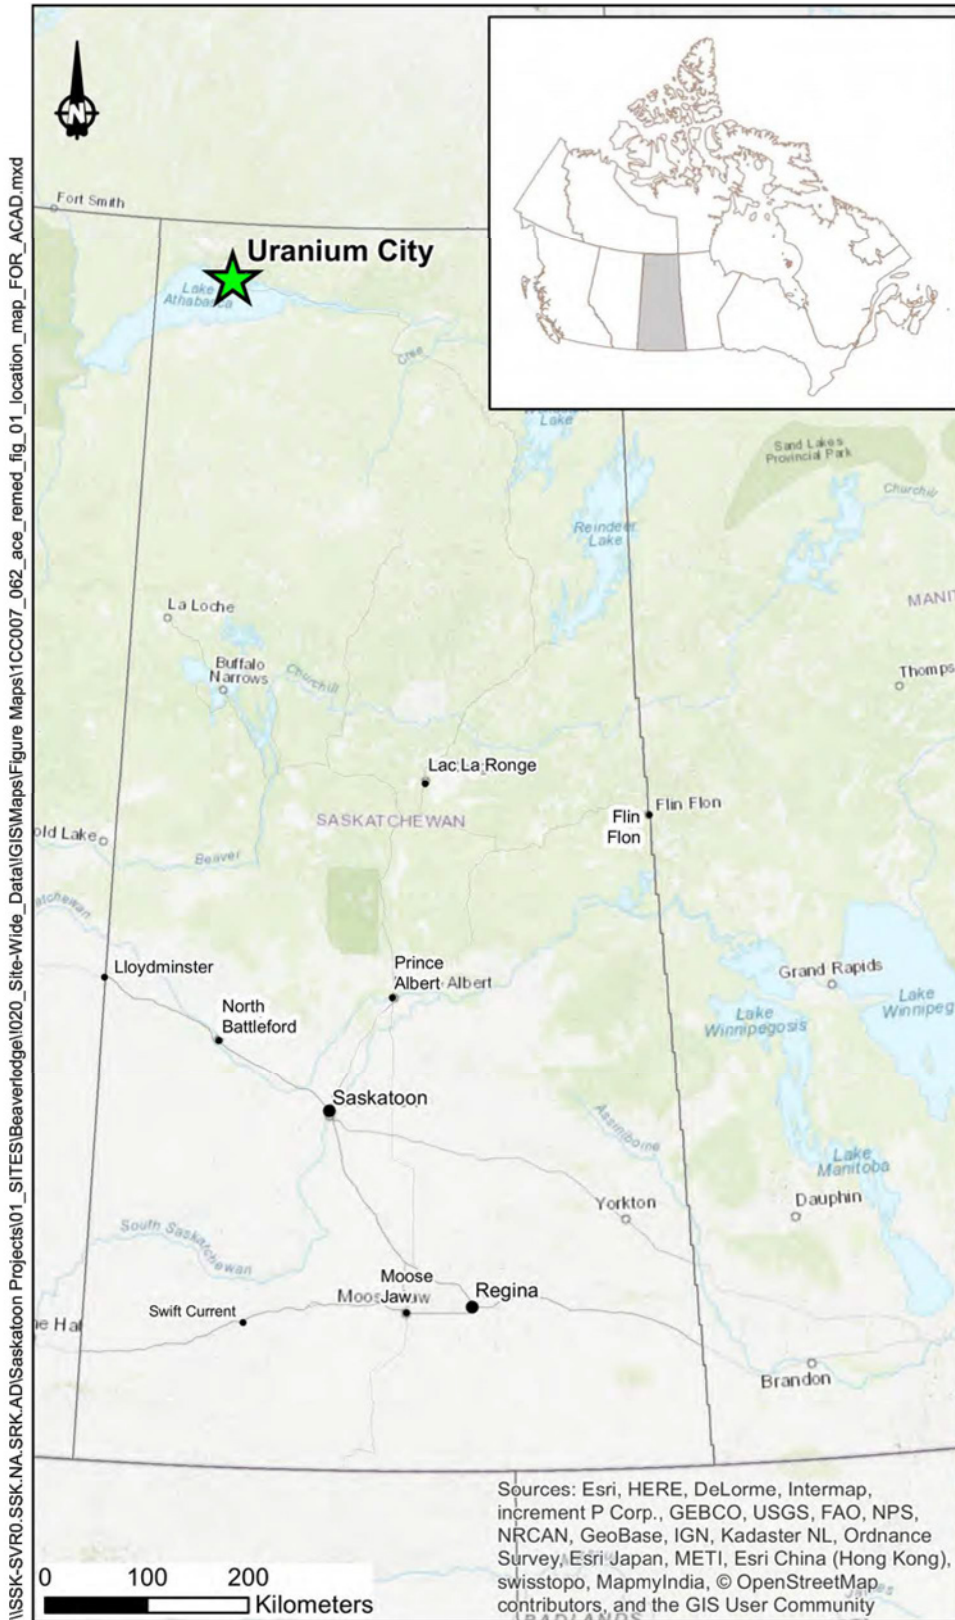 \\SSK-SVR0.SSK.NA.SRK.AD\Saskatoon Projects\01_SITES\Beaverlodge\!020_Site-Wide_Data\!GIS\Maps\Figure Maps\1CC007_062_ace_remed_fig_01_location_map_FOR_ACAD.mxd
N
Fort Smith
Uranium City
Lake
Athabasca
Cree
Lake
Sand Lakes
Provincial Park
Churchill
Reindeer
Lake
MANIT
La Loche
Buffalo
Narrows
Churchill
Thomps
Lac La Ronge
SASKATCHEWAN
Flin Flon
Flin
Flon
old Lake
Beaver
atchewan
Lloydminster
Prince
Albert Albert
Grand Rapids
North
Battleford
Lake
Winnipegosis
Lake
Winnipeg
Saskatoon
Assiniboine
Lake
Manitoba
Yorkton
Dauphin
South Saskatchewan
Moose
Moos Jaw w
Regina
Swift Current
ne Hat
Brandon
Sources: Esri, HERE, DeLorme, Intermap,
increment P Corp., GEBCO, USGS, FAO, NPS,
NRCAN, GeoBase, IGN, Kadaster NL, Ordnance
Survey, Esri Japan, METI, Esri China (Hong Kong),
swisstopo, MapmyIndia, © OpenStreetMap
contributors, and the GIS User Community
James
BADLANDS
0 100 200
Kilometers